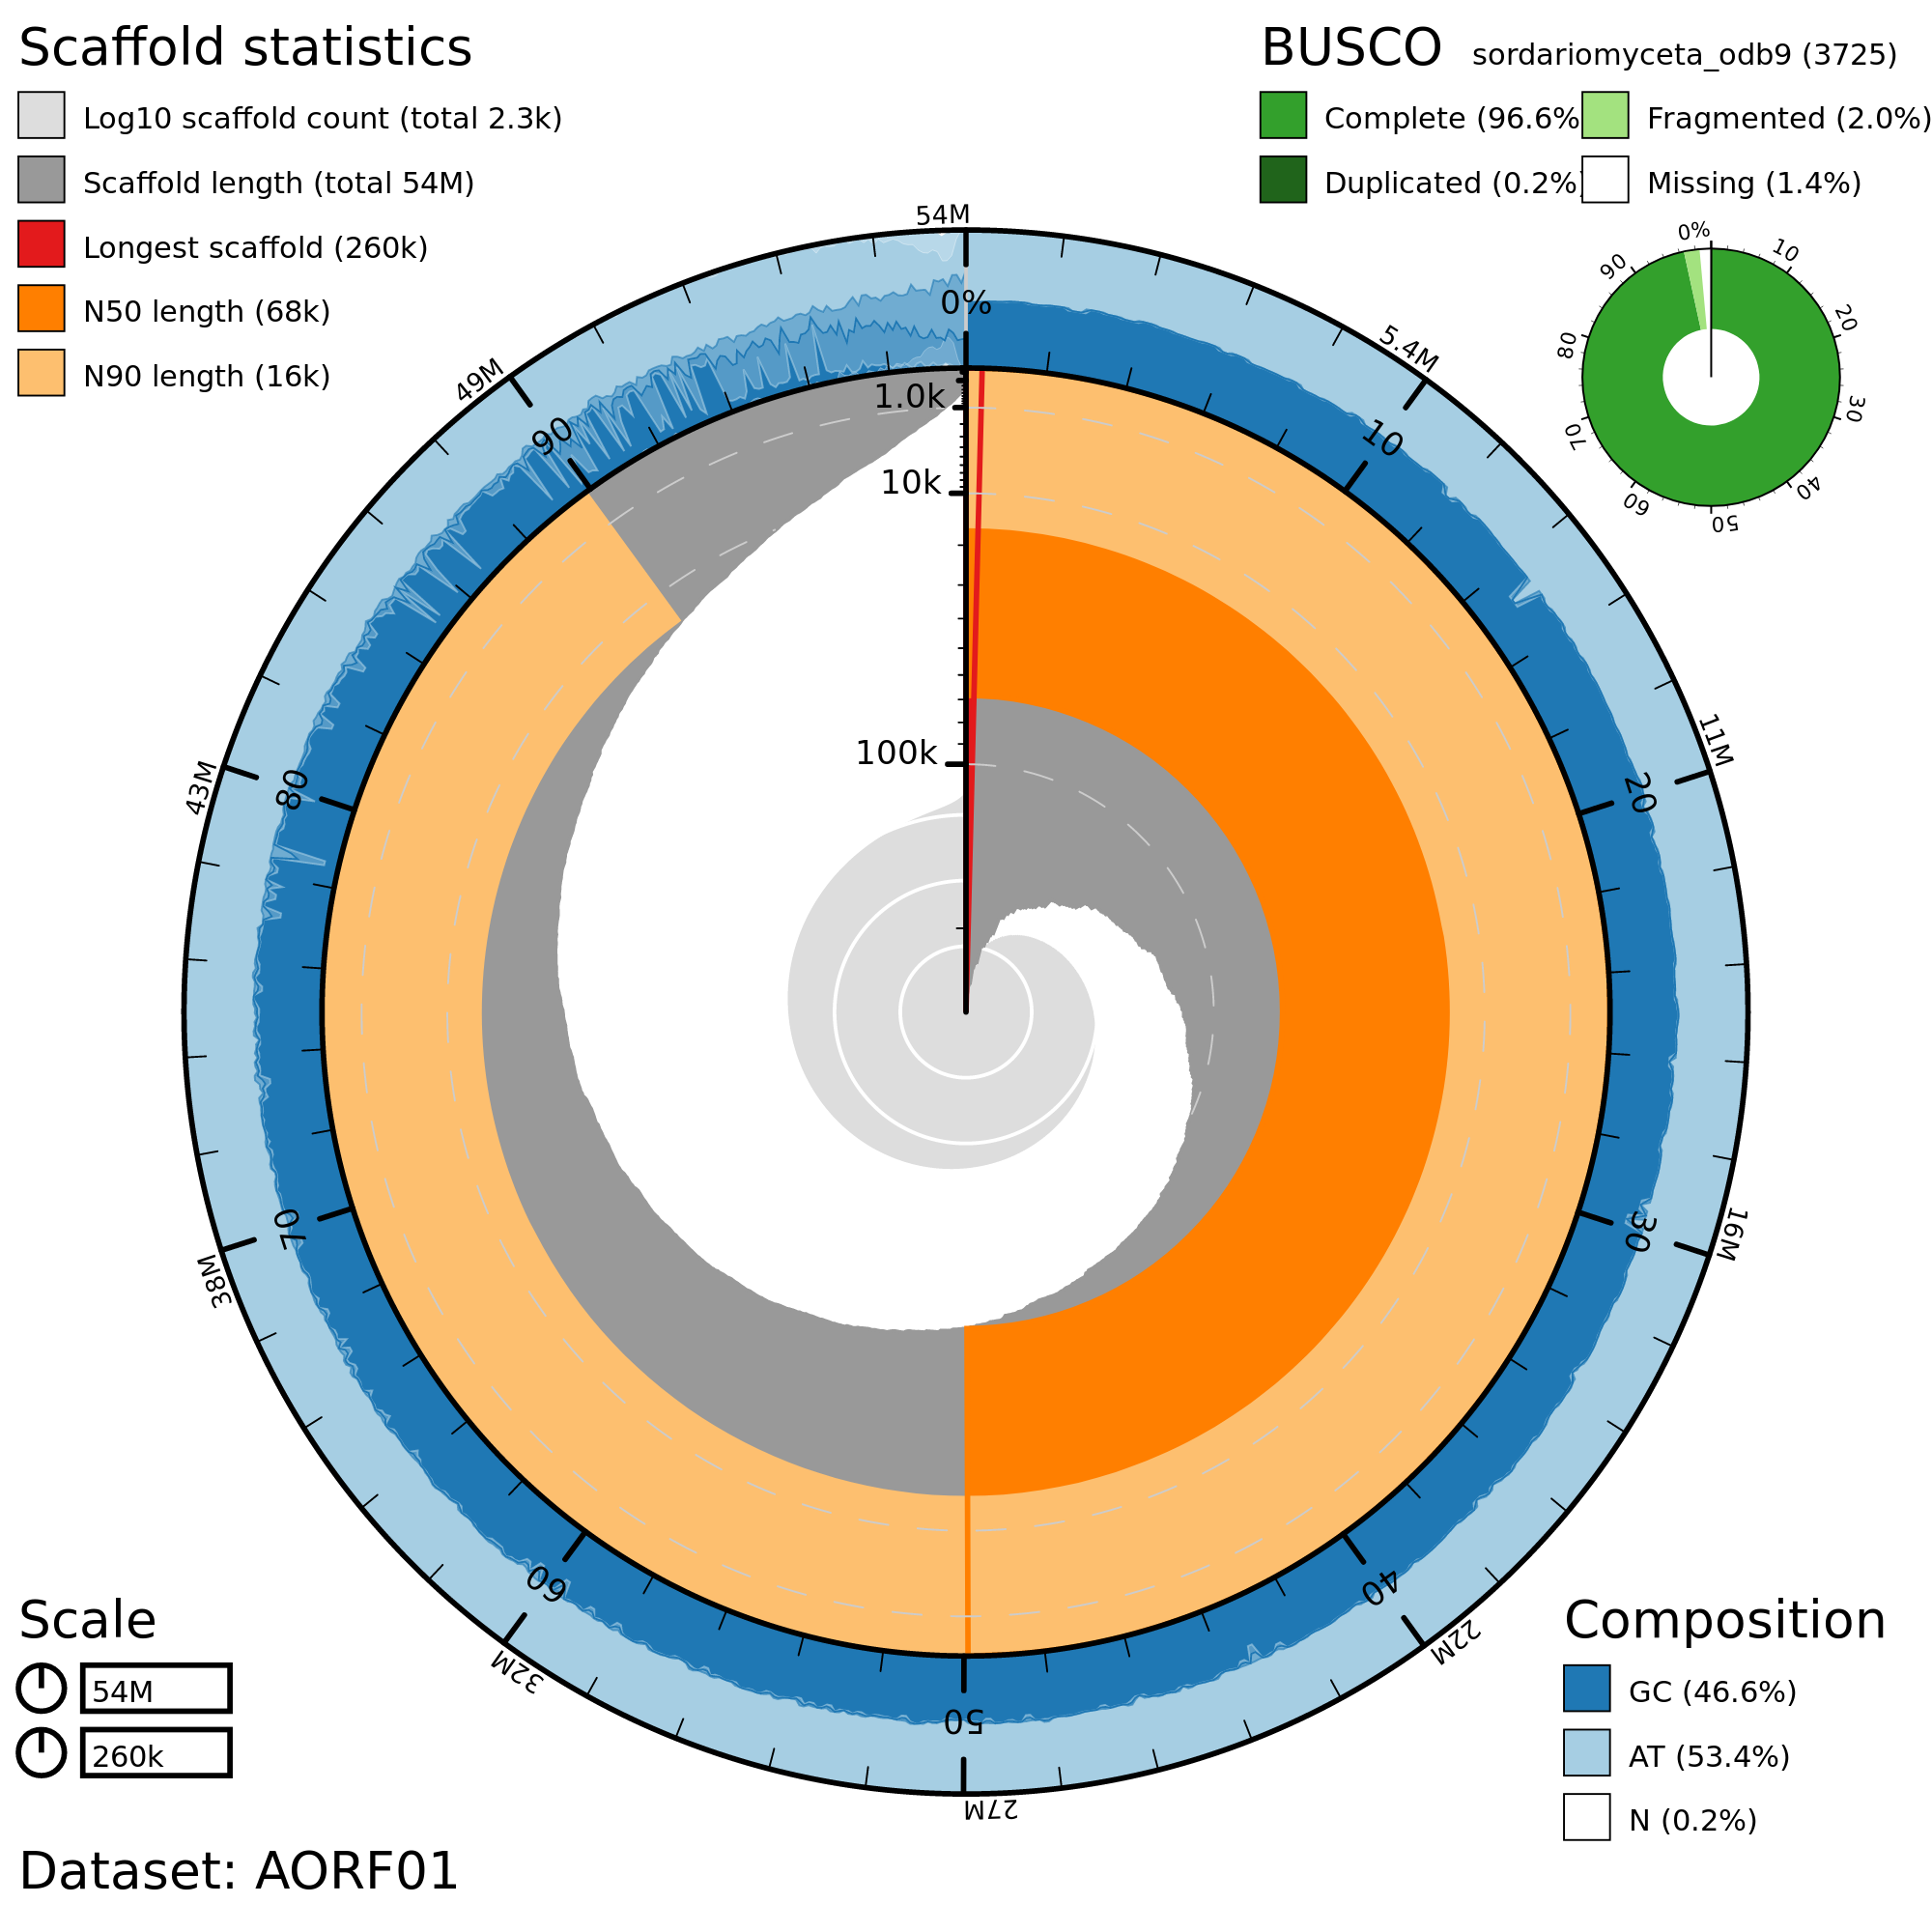 Scaffold statistics
Log10 scaffold count (total 2.3k)
Scaffold length (total 54M)
Longest scaffold (260k)
N50 length (68k)
N90 length (16k)
BUSCO sordariomyceta_odb9 (3725)
Complete (96.6%
Fragmented (2.0%)
Duplicated (0.2%)
Missing (1.4%)
0%
10
20
30
40
50
60
70
80
90
54M
5.4M
11M
16M
22M
27M
32M
38M
43M
49M
0%
10
20
30
40
50
60
70
80
90
1.0k
10k
100k
Scale
54M
260k
Composition
GC (46.6%)
AT (53.4%)
N (0.2%)
Dataset: AORF01